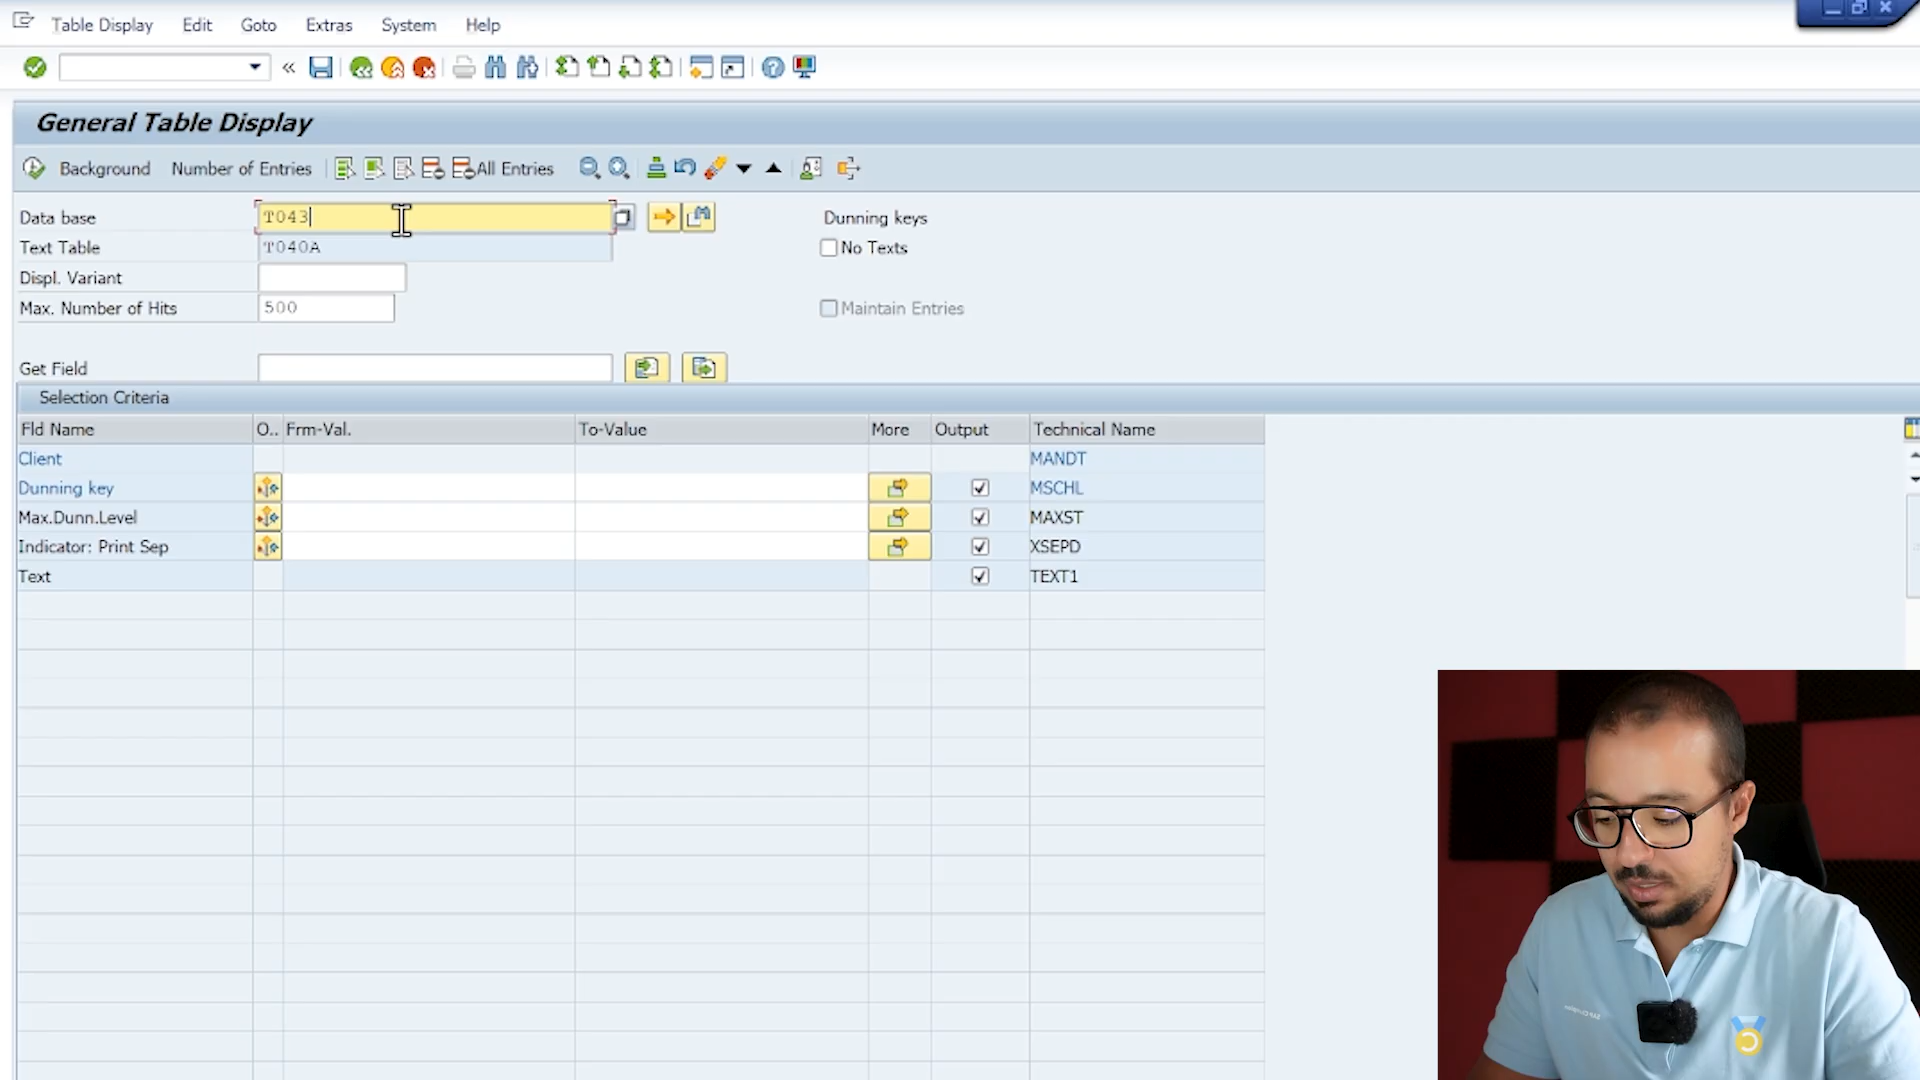 Table Display Edit Goto Extras System Help
General Table Display
Background Number of Entries All Entries
Data base T043 Dunning keys
Text Table T040A No Texts
Displ. Variant
Max. Number of Hits 500 Maintain Entries
Get Field
Selection Criteria
Fld Name O.. Frm-Val. To-Value More Output Technical Name
Client MANDT
Dunning key MSCHL
Max.Dunn.Level MAXST
Indicator: Print Sep XSEPD
Text TEXT1